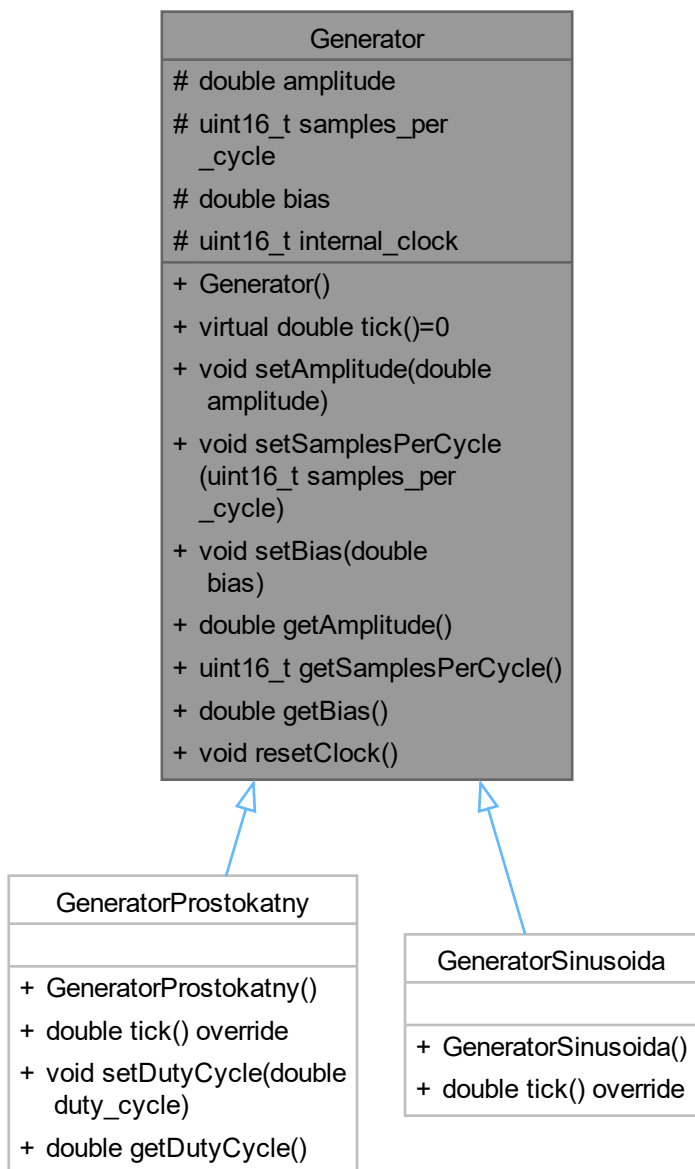 Generator
# double amplitude
# uint16_t samples_per
_cycle
# double bias
# uint16_t internal_clock
+ Generator()
+ virtual double tick()=0
+ void setAmplitude(double
amplitude)
+ void setSamplesPerCycle
(uint16_t samples_per
_cycle)
+ void setBias(double
bias)
+ double getAmplitude()
+ uint16_t getSamplesPerCycle()
+ double getBias()
+ void resetClock()
GeneratorProstokatny
+ GeneratorProstokatny()
+ double tick() override
+ void setDutyCycle(double
duty_cycle)
+ double getDutyCycle()
GeneratorSinusoida
+ GeneratorSinusoida()
+ double tick() override